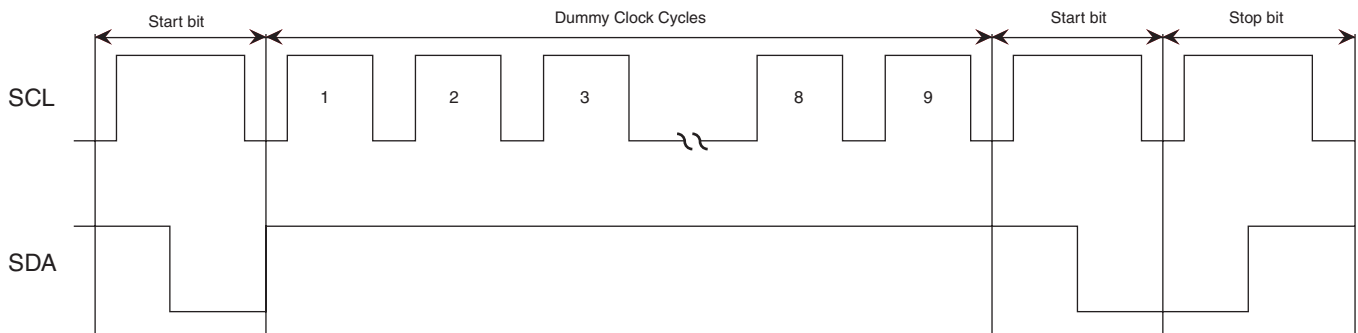 Start bit
Dummy Clock Cycles
Start bit
Stop bit
SCL
1
2
3
8
9
SDA